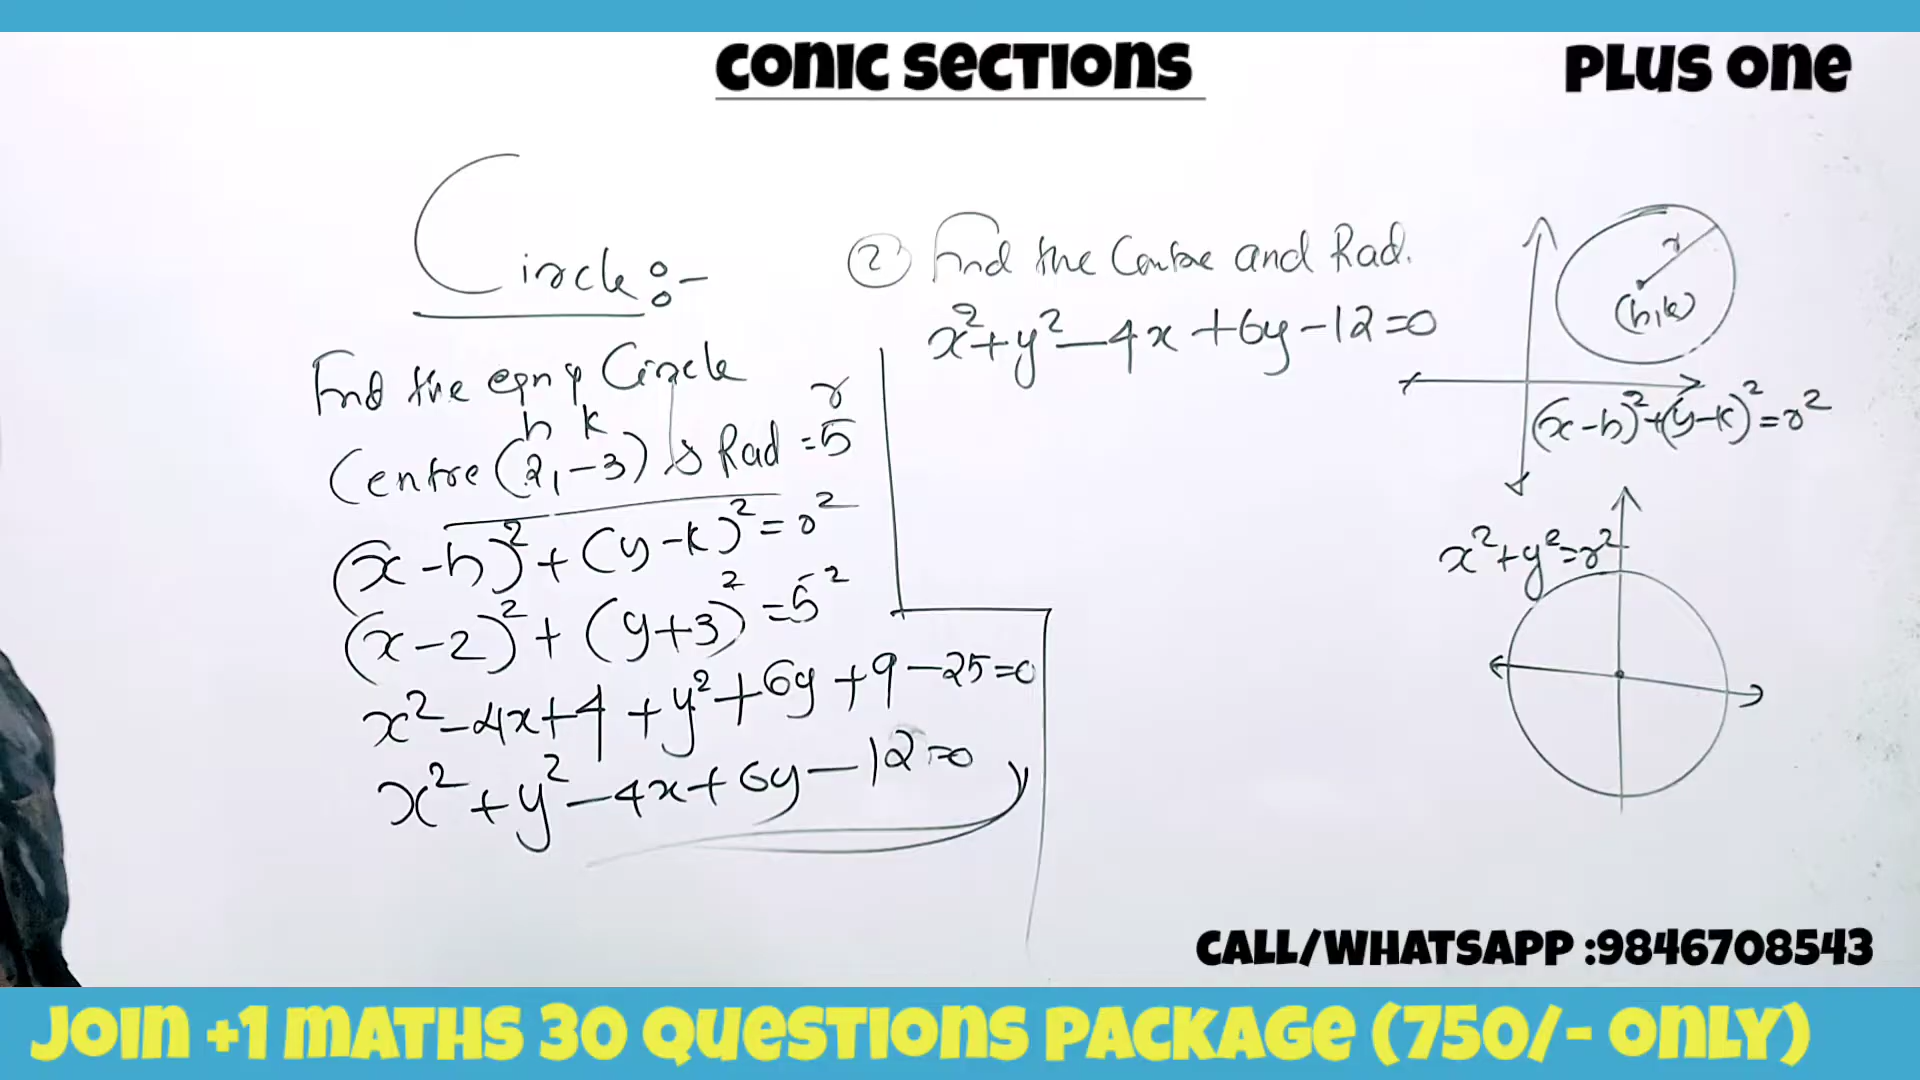 CONIC SECTIONS
PLUS ONE
Circle :-
Find the eqn of Circle
h k r
Centre (2, -3) & Rad = 5
(x-h)² + (y-k)² = r²
(x-2)² + (y+3)² = 5²
x² - 4x + 4 + y² + 6y + 9 - 25 = 0
x² + y² - 4x + 6y - 12 = 0
② Find the Centre and Rad.
x² + y² - 4x + 6y - 12 = 0
r
(h,k)
(x-h)² + (y-k)² = r²
x² + y² = r²
CALL/WHATSAPP :9846708543
JOIN +1 MATHS 30 QUESTIONS PACKAGE (750/- ONLY)